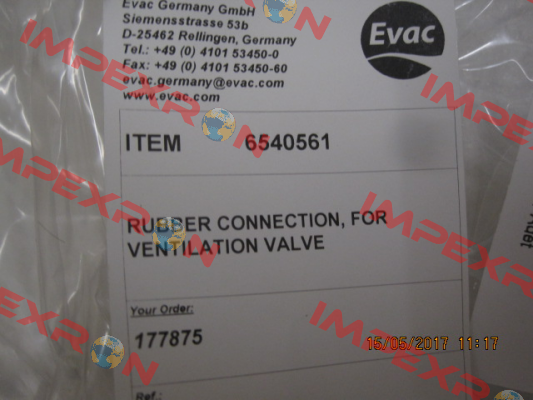 Evac Germany GmbH
Siemensstrasse 53b
D-25462 Rellingen, Germany
Tel.: +49 (0) 4101 53450-0
Fax: +49 (0) 4101 53450-60
evac.germany@evac.com
www.evac.com
Evac
ITEM 6540561
RUBBER CONNECTION, FOR
VENTILATION VALVE
Your Order:
177875
Ref.:
15/05/2017 11:17
IMPEXRON